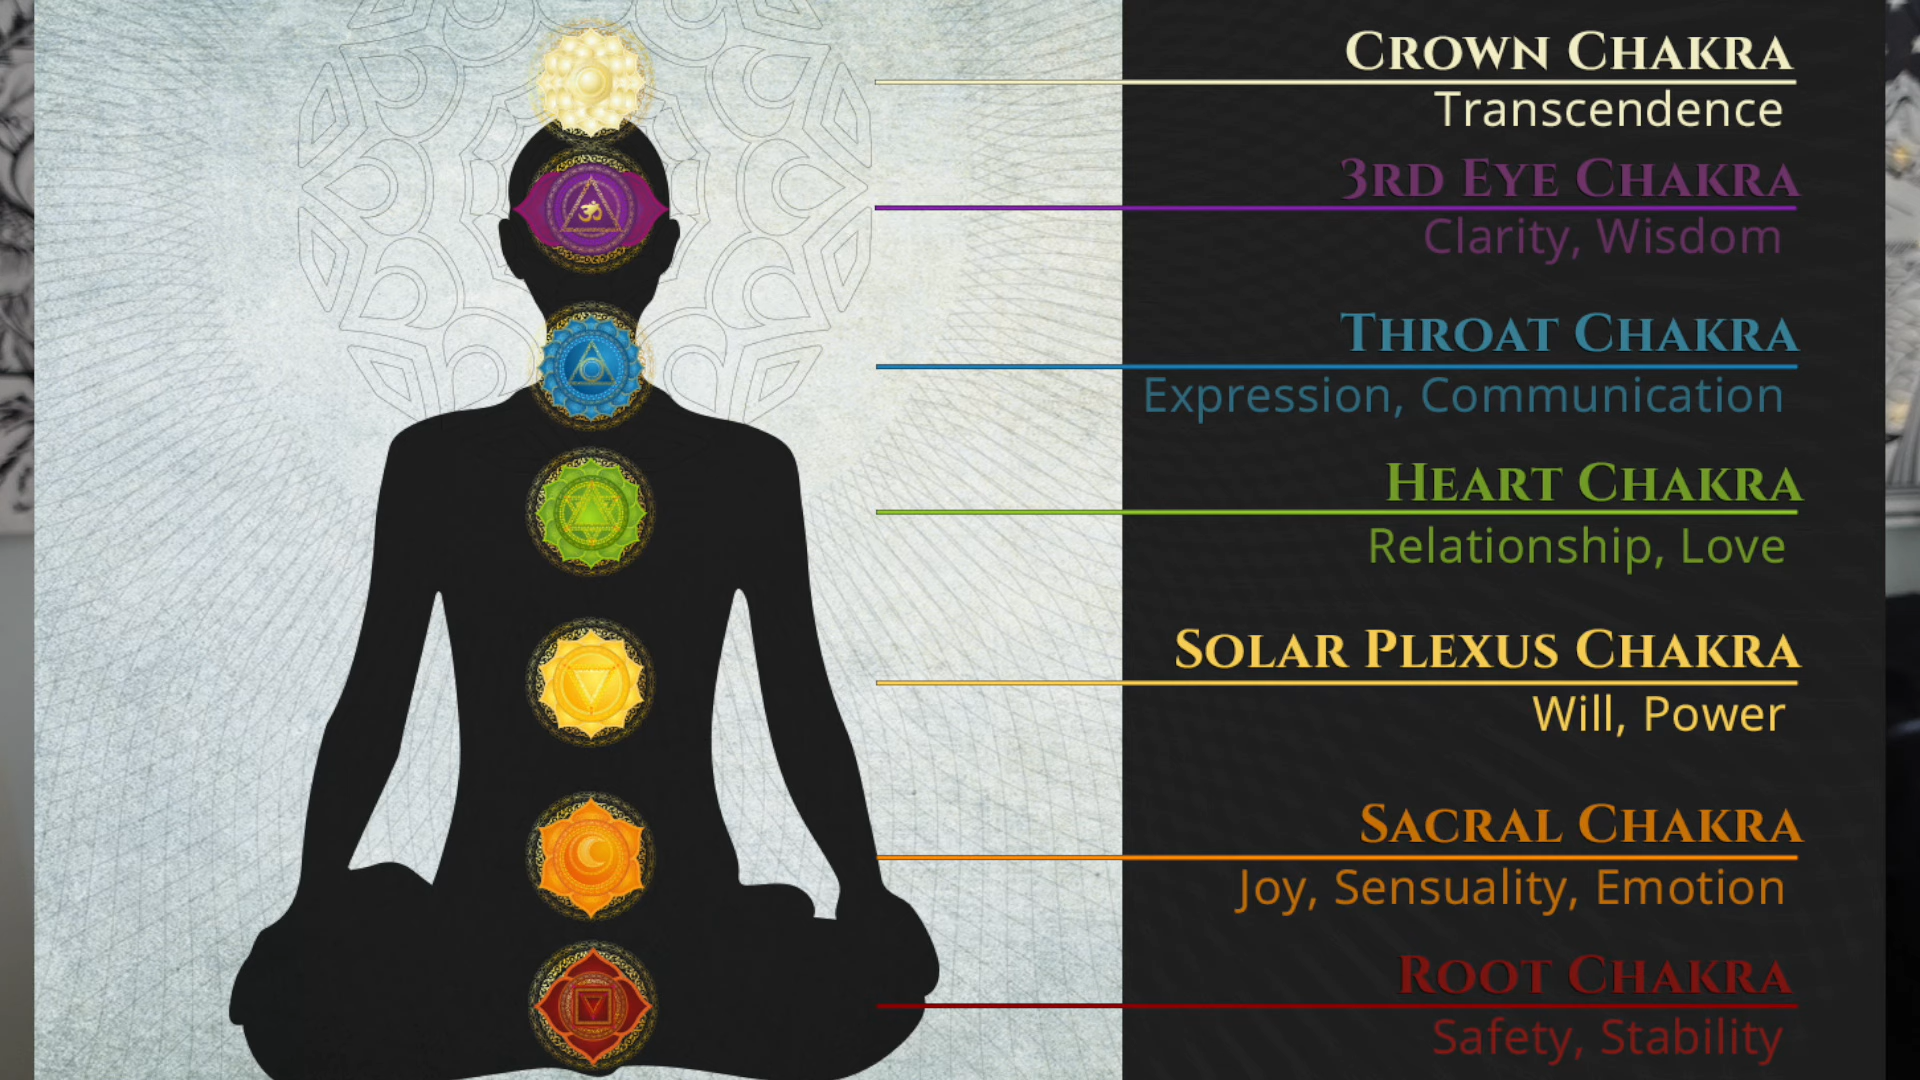 Crown Chakra
Transcendence
3rd Eye Chakra
Clarity, Wisdom
Throat Chakra
Expression, Communication
Heart Chakra
Relationship, Love
Solar Plexus Chakra
Will, Power
Sacral Chakra
Joy, Sensuality, Emotion
Root Chakra
Safety, Stability
ॐ